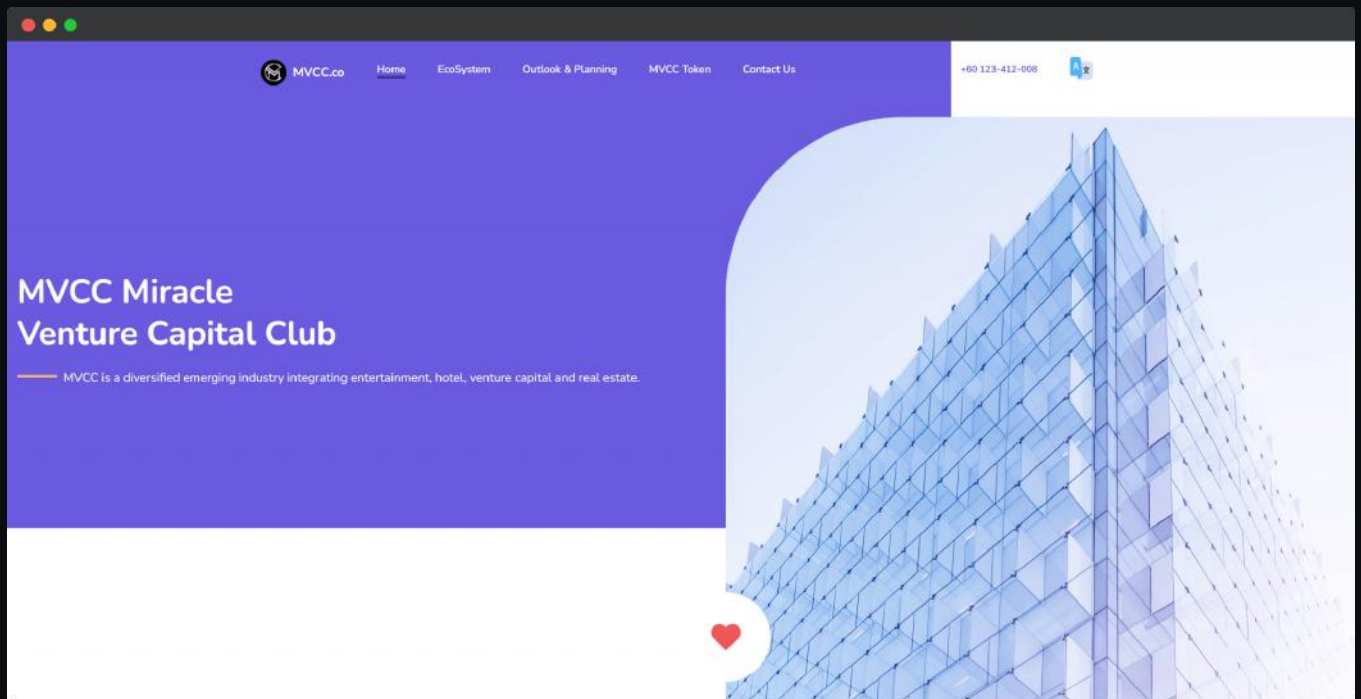 MVCC.co Home EcoSystem Outlook & Planning MVCC Token Contact Us +60 123-412-008
A 文
MVCC Miracle
Venture Capital Club
MVCC is a diversified emerging industry integrating entertainment, hotel, venture capital and real estate.